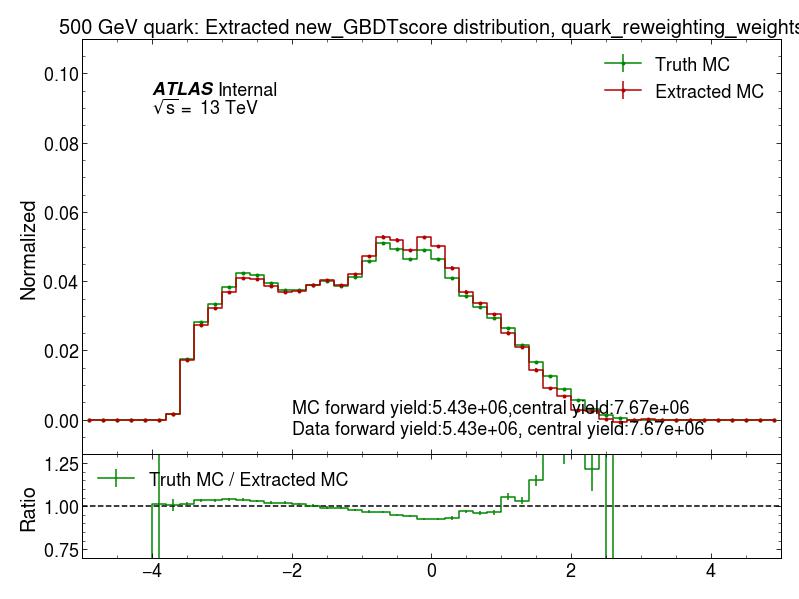 500 GeV quark: Extracted new_GBDTscore distribution, quark_reweighting_weights
ATLAS Internal
√s = 13 TeV
Truth MC
Extracted MC
Normalized
0.10
0.08
0.06
0.04
0.02
0.00
MC forward yield:5.43e+06,central yield:7.67e+06
Data forward yield:5.43e+06, central yield:7.67e+06
Truth MC / Extracted MC
Ratio
1.25
1.00
0.75
−4
−2
0
2
4